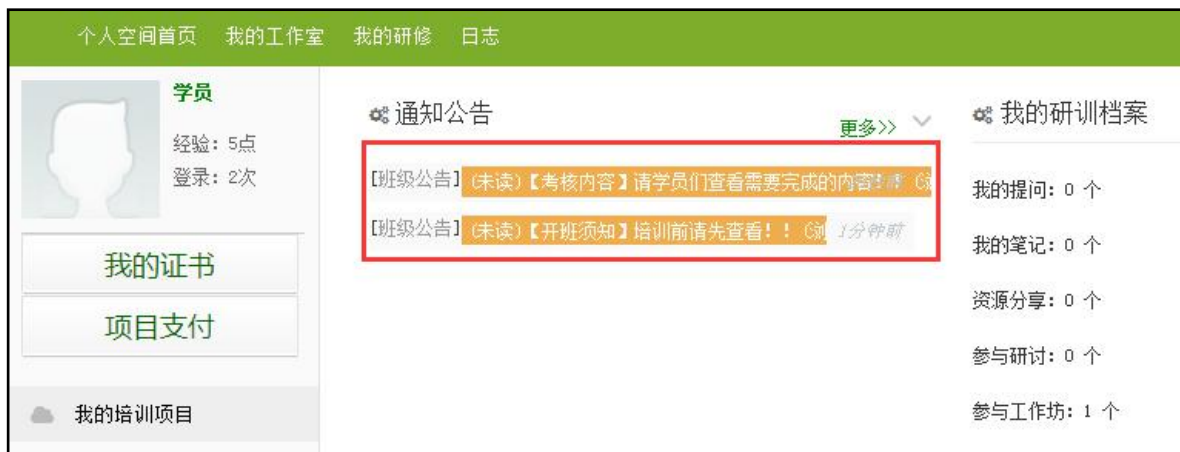 个人空间首页 我的工作室 我的研修 日志
学员
经验：5点
登录：2次
我的证书
项目支付
我的培训项目
通知公告
更多>>
[班级公告] (未读)【考核内容】请学员们查看需要完成的内容！！
[班级公告] (未读)【开班须知】培训前请先查看！！ 1分钟前
我的研训档案
我的提问：0 个
我的笔记：0 个
资源分享：0 个
参与研讨：0 个
参与工作坊：1 个